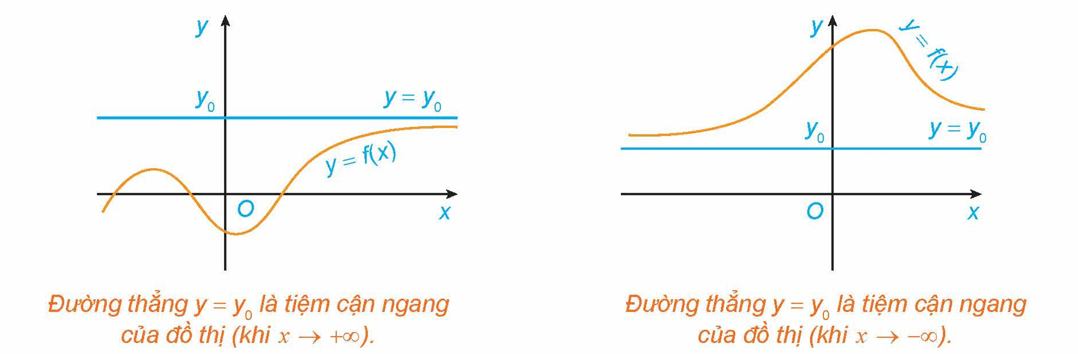 y
y₀
y = y₀
y = f(x)
O
x
Đường thẳng y = y₀ là tiệm cận ngang
của đồ thị (khi x → +∞).
y
y = f(x)
y₀
y = y₀
O
x
Đường thẳng y = y₀ là tiệm cận ngang
của đồ thị (khi x → −∞).